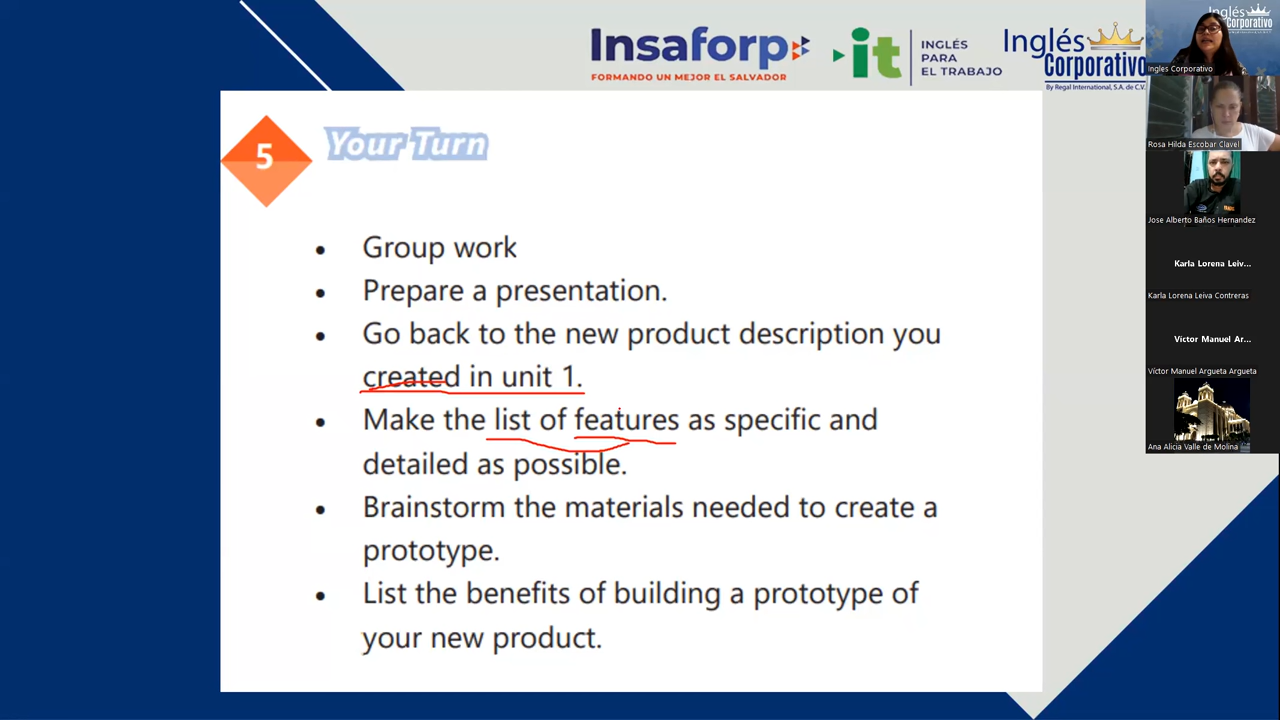 Insaforp
FORMANDO UN MEJOR EL SALVADOR
it
INGLÉS
PARA
EL TRABAJO
Inglés
Corporativo
By Regal International, S.A. de C.V.
5
Your Turn
• Group work
• Prepare a presentation.
• Go back to the new product description you
created in unit 1.
• Make the list of features as specific and
detailed as possible.
• Brainstorm the materials needed to create a
prototype.
• List the benefits of building a prototype of
your new product.
Inglés
Corporativo
Ingles Corporativo
Rosa Hilda Escobar Clavel
Jose Alberto Baños Hernandez
Karla Lorena Leiv...
Karla Lorena Leiva Contreras
Victor Manuel Ar...
Víctor Manuel Argueta Argueta
Ana Alicia Valle de Molina